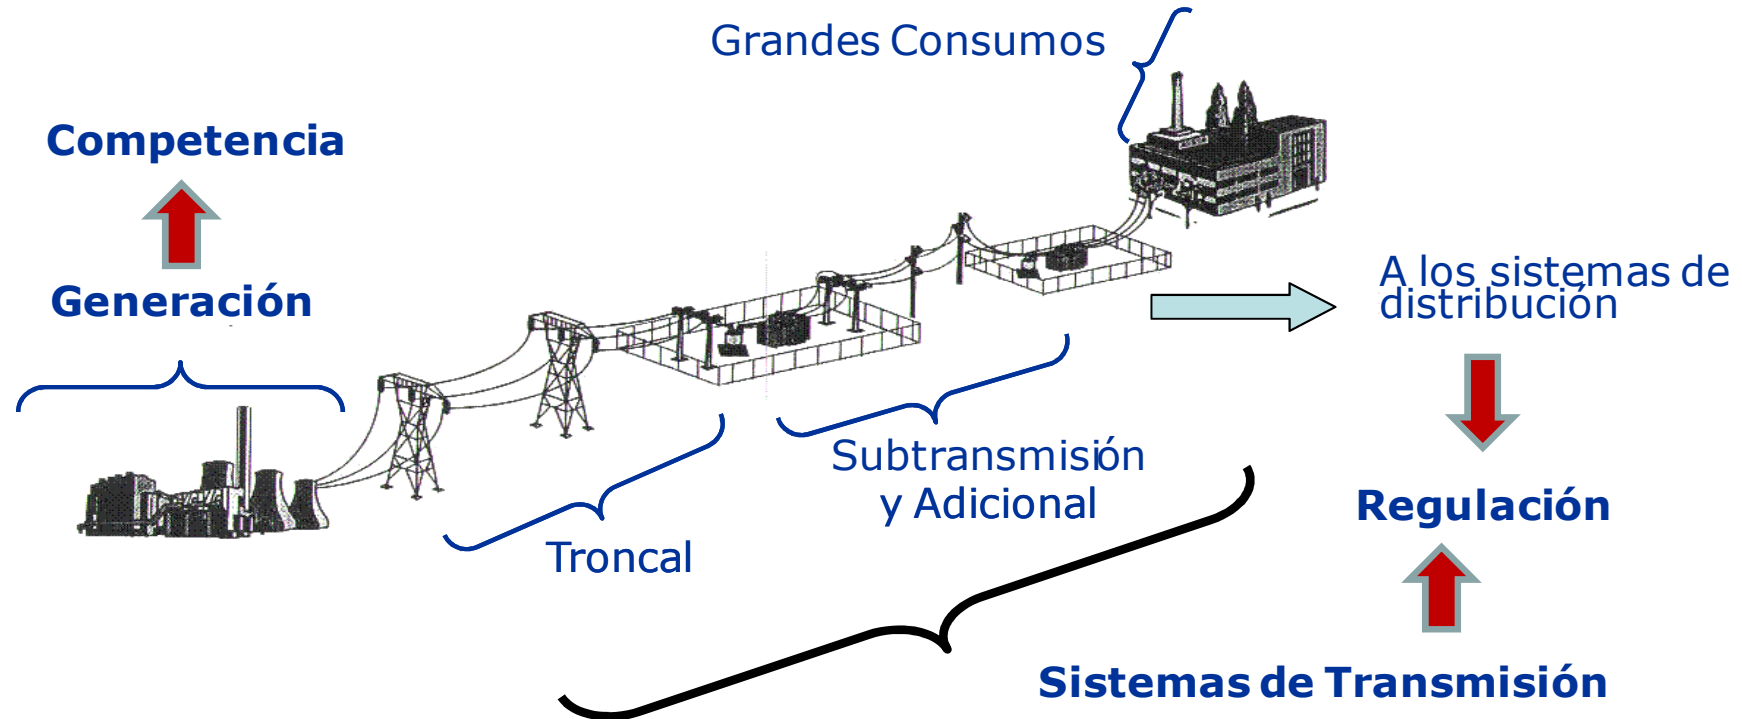 Grandes Consumos
Competencia
Generación
A los sistemas de
distribución
Subtransmisión
y Adicional
Troncal
Regulación
Sistemas de Transmisión